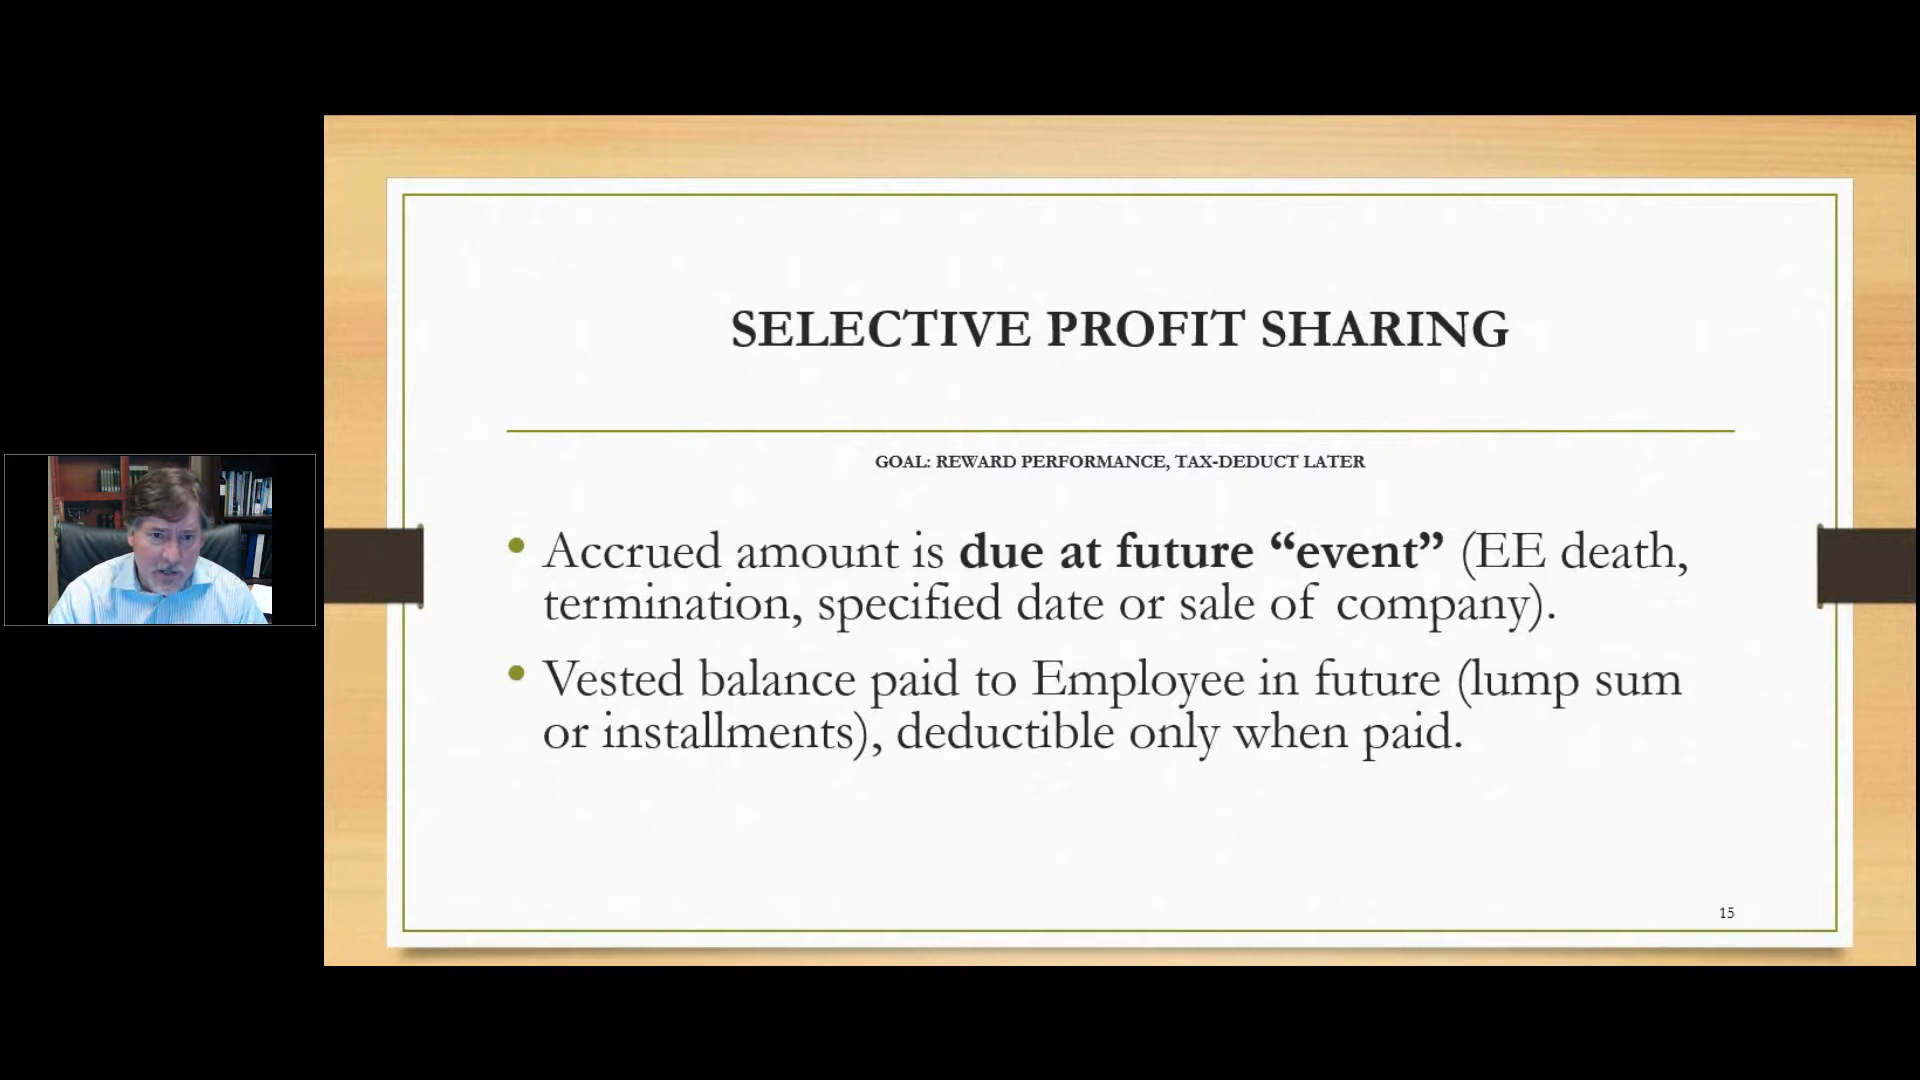 SELECTIVE PROFIT SHARING
GOAL: REWARD PERFORMANCE, TAX-DEDUCT LATER
• Accrued amount is due at future “event” (EE death,
termination, specified date or sale of company).
• Vested balance paid to Employee in future (lump sum
or installments), deductible only when paid.
15